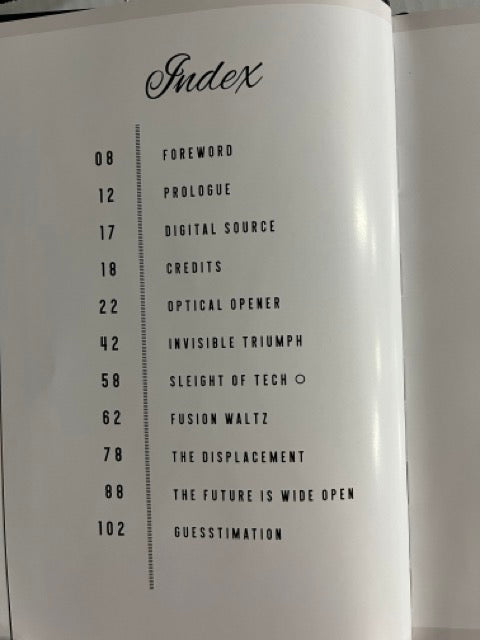 Index
08 FOREWORD
12 PROLOGUE
17 DIGITAL SOURCE
18 CREDITS
22 OPTICAL OPENER
42 INVISIBLE TRIUMPH
58 SLEIGHT OF TECH O
62 FUSION WALTZ
78 THE DISPLACEMENT
88 THE FUTURE IS WIDE OPEN
102 GUESSTIMATION